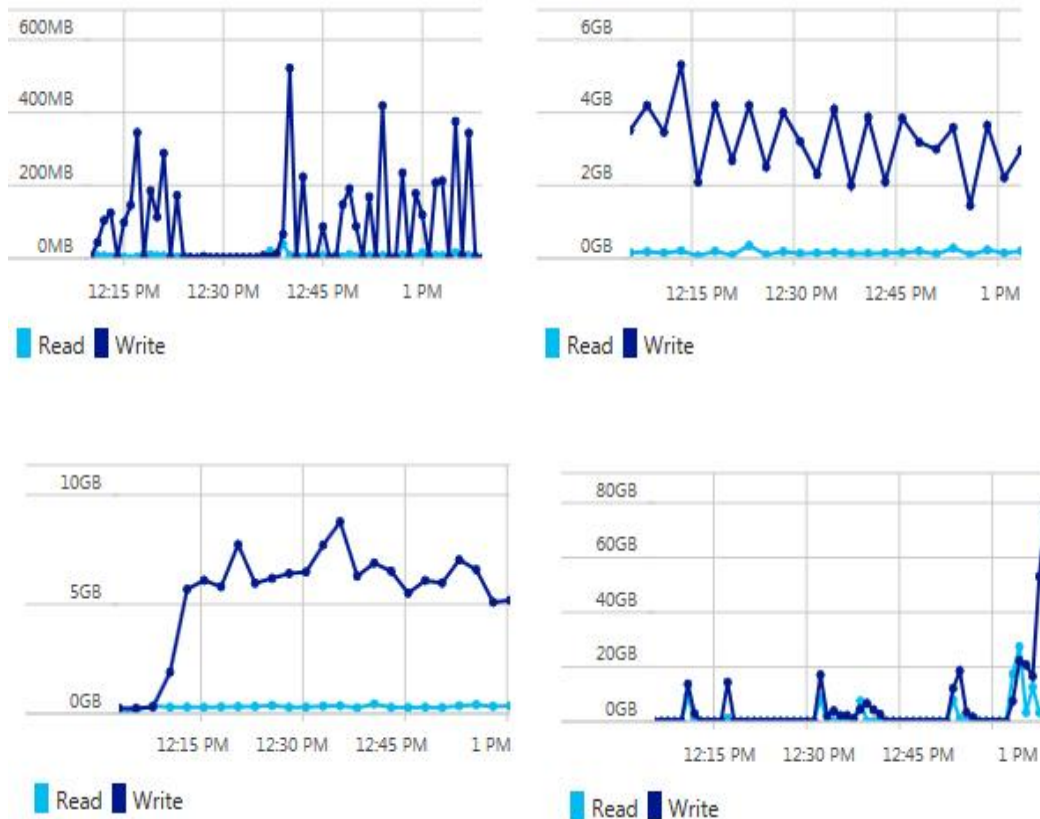 600MB
400MB
200MB
0MB
12:15 PM 12:30 PM 12:45 PM 1 PM
Read Write
6GB
4GB
2GB
0GB
12:15 PM 12:30 PM 12:45 PM 1 PM
Read Write
10GB
5GB
0GB
12:15 PM 12:30 PM 12:45 PM 1 PM
Read Write
80GB
60GB
40GB
20GB
0GB
12:15 PM 12:30 PM 12:45 PM 1 PM
Read Write